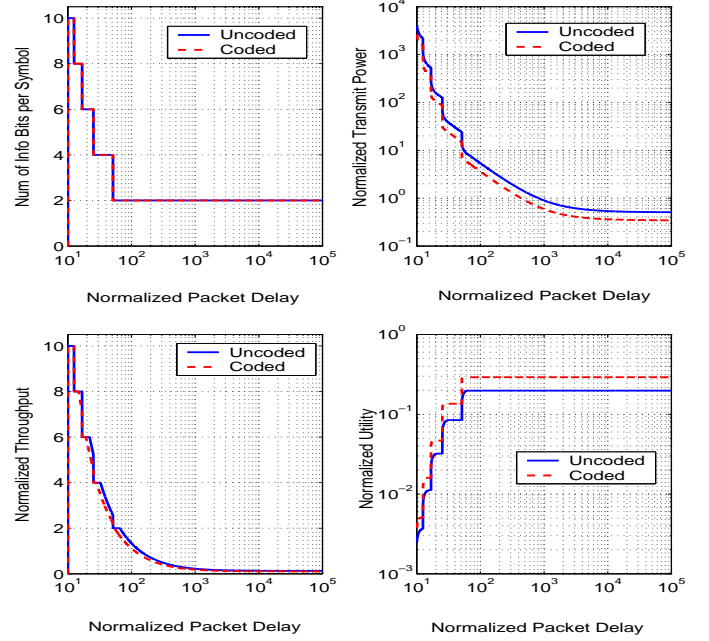 Num of Info Bits per Symbol
10
8
6
4
2
0
Uncoded
Coded
10^1
10^2
10^3
10^4
10^5
Normalized Packet Delay
Normalized Transmit Power
10^4
10^3
10^2
10^1
10^0
10^−1
Uncoded
Coded
10^1
10^2
10^3
10^4
10^5
Normalized Packet Delay
Normalized Throughput
10
8
6
4
2
0
Uncoded
Coded
10^1
10^2
10^3
10^4
10^5
Normalized Packet Delay
Normalized Utility
10^0
10^−1
10^−2
10^−3
Uncoded
Coded
10^1
10^2
10^3
10^4
10^5
Normalized Packet Delay